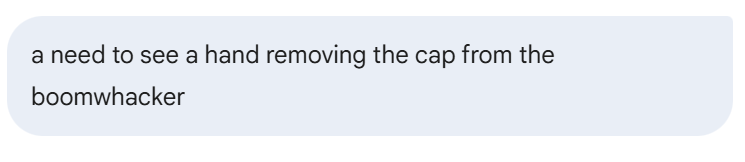 a need to see a hand removing the cap from the
boomwhacker